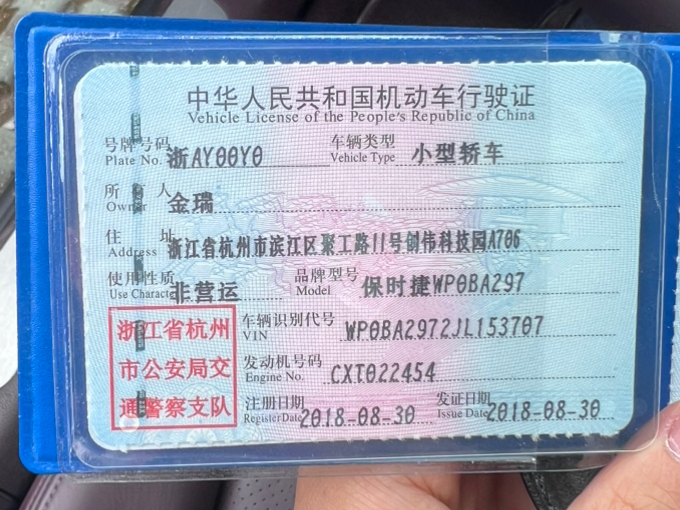 中华人民共和国机动车行驶证
Vehicle License of the People's Republic of China
号牌号码 浙AY00Y0 车辆类型 小型轿车
Plate No. Vehicle Type
所有人 金瑞
Owner
住址 浙江省杭州市滨江区聚工路11号创伟科技园A706
Address
使用性质 非营运 品牌型号 保时捷WP0BA297
Use Character Model
浙江省杭州 车辆识别代号 WP0BA2972JL153707
VIN
市公安局交 发动机号码 CXT022454
Engine No.
通警察支队 注册日期 2018-08-30 发证日期 2018-08-30
Register Date Issue Date